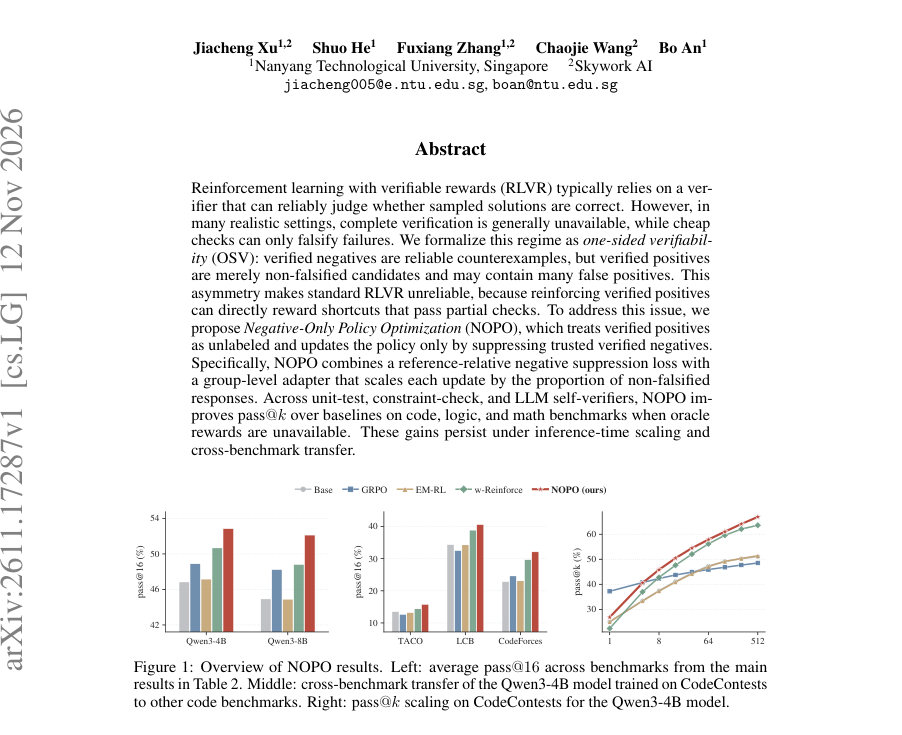 Jiacheng Xu1,2 Shuo He1 Fuxiang Zhang1,2 Chaojie Wang2 Bo An1
1Nanyang Technological University, Singapore 2Skywork AI
jiacheng005@e.ntu.edu.sg, boan@ntu.edu.sg
arXiv:2611.17287v1 [cs.LG] 12 Nov 2026
Abstract
Reinforcement learning with verifiable rewards (RLVR) typically relies on a ver-
ifier that can reliably judge whether sampled solutions are correct. However, in
many realistic settings, complete verification is generally unavailable, while cheap
checks can only falsify failures. We formalize this regime as one-sided verifiabil-
ity (OSV): verified negatives are reliable counterexamples, but verified positives
are merely non-falsified candidates and may contain many false positives. This
asymmetry makes standard RLVR unreliable, because reinforcing verified positives
can directly reward shortcuts that pass partial checks. To address this issue, we
propose Negative-Only Policy Optimization (NOPO), which treats verified positives
as unlabeled and updates the policy only by suppressing trusted verified negatives.
Specifically, NOPO combines a reference-relative negative suppression loss with
a group-level adapter that scales each update by the proportion of non-falsified
responses. Across unit-test, constraint-check, and LLM self-verifiers, NOPO im-
proves pass@k over baselines on code, logic, and math benchmarks when oracle
rewards are unavailable. These gains persist under inference-time scaling and
cross-benchmark transfer.
Base GRPO EM-RL w-Reinforce NOPO (ours)
pass@16 (%)
54
50
46
42
Qwen3-4B Qwen3-8B
pass@16 (%)
40
30
20
10
TACO LCB CodeForces
pass@k (%)
60
50
40
30
1 8 64 512
Figure 1: Overview of NOPO results. Left: average pass@16 across benchmarks from the main
results in Table 2. Middle: cross-benchmark transfer of the Qwen3-4B model trained on CodeContests
to other code benchmarks. Right: pass@k scaling on CodeContests for the Qwen3-4B model.